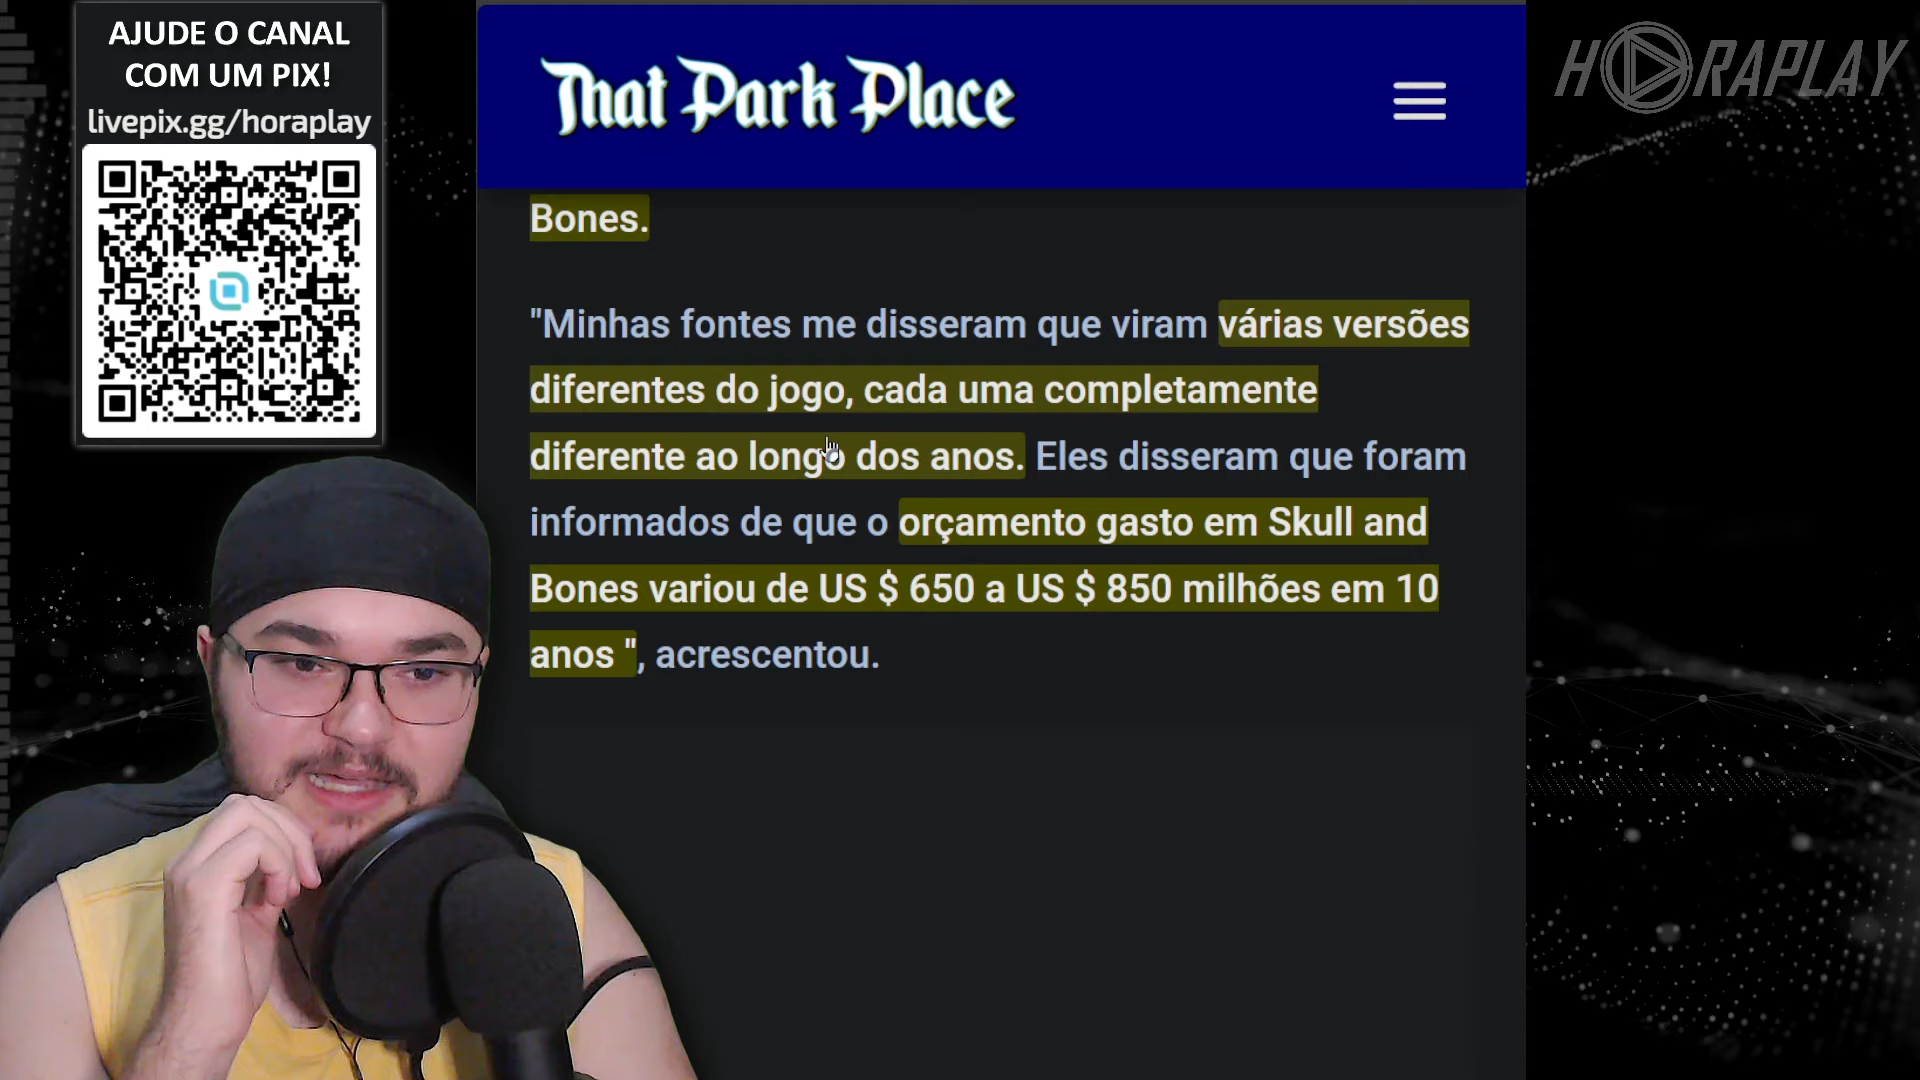 AJUDE O CANAL
COM UM PIX!
livepix.gg/horaplay
That Park Place
HORAPLAY
Bones.
"Minhas fontes me disseram que viram várias versões
diferentes do jogo, cada uma completamente
diferente ao longo dos anos. Eles disseram que foram
informados de que o orçamento gasto em Skull and
Bones variou de US $ 650 a US $ 850 milhões em 10
anos ", acrescentou.